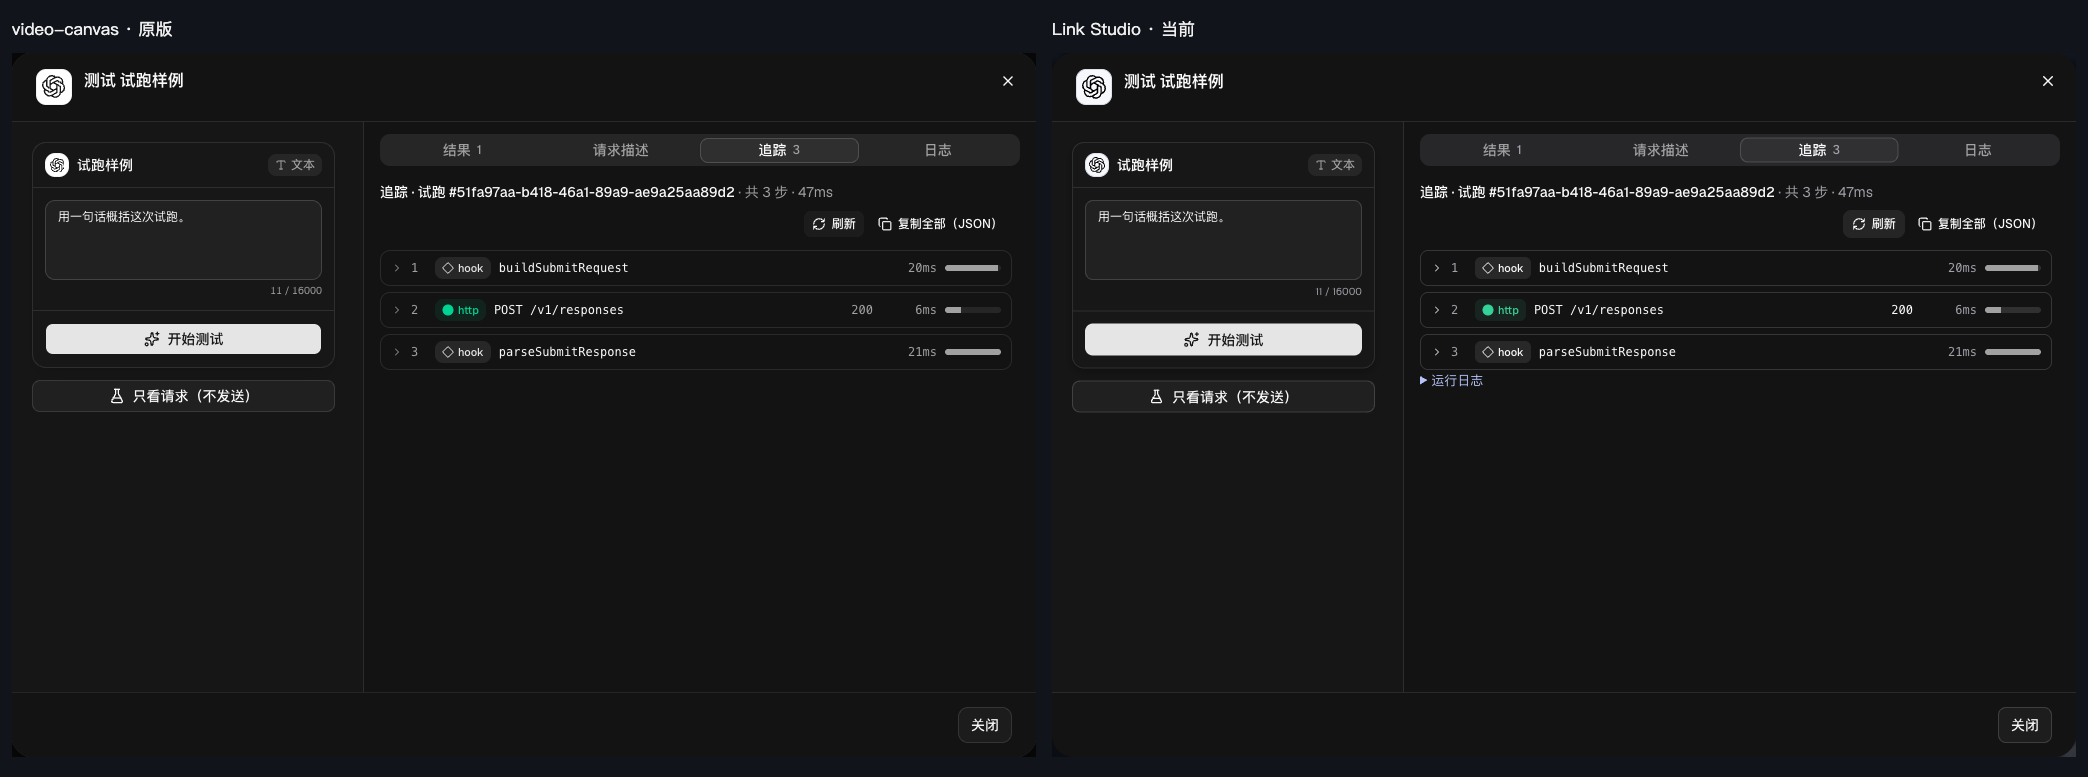 video-canvas · 原版
测试 试跑样例
试跑样例
文本
用一句话概括这次试跑。
11 / 16000
开始测试
只看请求（不发送）
结果 1
请求描述
追踪 3
日志
追踪 · 试跑 #51fa97aa-b418-46a1-89a9-ae9a25aa89d2 · 共 3 步 · 47ms
刷新
复制全部（JSON）
1 hook buildSubmitRequest 20ms
2 http POST /v1/responses 200 6ms
3 hook parseSubmitResponse 21ms
关闭
Link Studio · 当前
测试 试跑样例
试跑样例
文本
用一句话概括这次试跑。
11 / 16000
开始测试
只看请求（不发送）
结果 1
请求描述
追踪 3
日志
追踪 · 试跑 #51fa97aa-b418-46a1-89a9-ae9a25aa89d2 · 共 3 步 · 47ms
刷新
复制全部（JSON）
1 hook buildSubmitRequest 20ms
2 http POST /v1/responses 200 6ms
3 hook parseSubmitResponse 21ms
运行日志
关闭